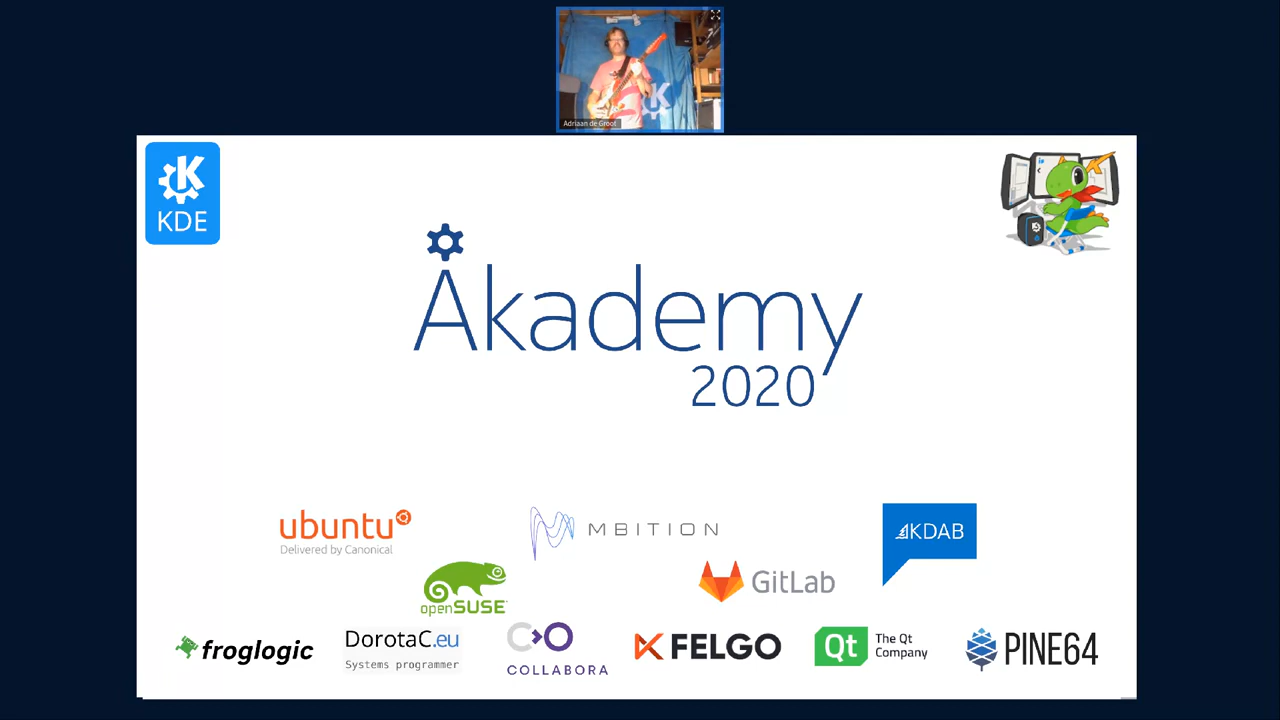 Adriaan de Groot
KDE
Akademy
2020
ubuntu
Delivered by Canonical
MBITION
KDAB
openSUSE
GitLab
froglogic
DorotaC.eu
Systems programmer
COLLABORA
FELGO
Qt
The Qt
Company
PINE64